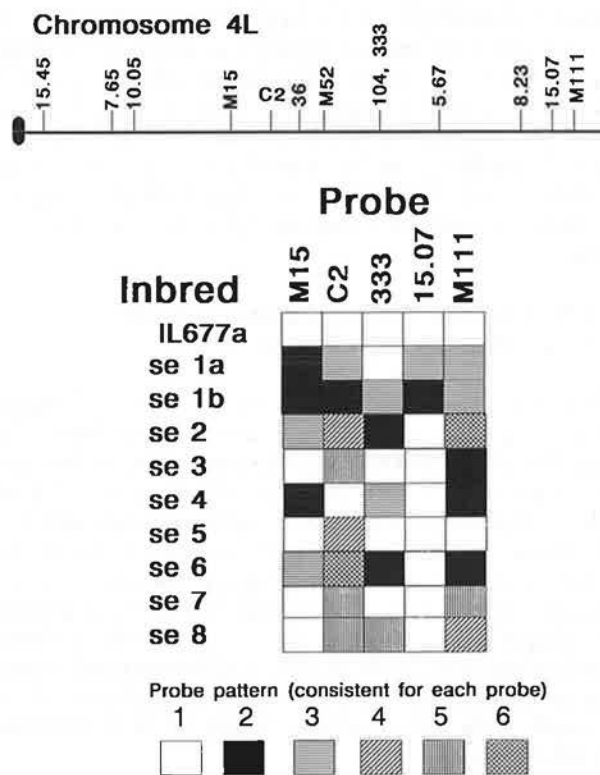 Chromosome 4L
15.45
7.65
10.05
M15
C2
36
M52
104, 333
5.67
8.23
15.07
M111
Probe
Inbred
M15
C2
333
15.07
M111
IL677a
se 1a
se 1b
se 2
se 3
se 4
se 5
se 6
se 7
se 8
Probe pattern (consistent for each probe)
1 2 3 4 5 6